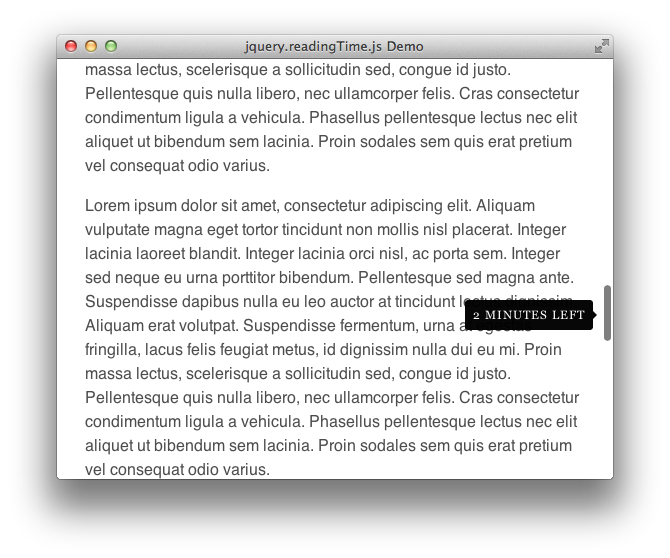 jquery.readingTime.js Demo
massa lectus, scelerisque a sollicitudin sed, congue id justo.
Pellentesque quis nulla libero, nec ullamcorper felis. Cras consectetur
condimentum ligula a vehicula. Phasellus pellentesque lectus nec elit
aliquet ut bibendum sem lacinia. Proin sodales sem quis erat pretium
vel consequat odio varius.
Lorem ipsum dolor sit amet, consectetur adipiscing elit. Aliquam
vulputate magna eget tortor tincidunt non mollis nisl placerat. Integer
lacinia laoreet blandit. Integer lacinia orci nisl, ac porta sem. Integer
sed neque eu urna porttitor bibendum. Pellentesque sed magna ante.
Suspendisse dapibus nulla eu leo auctor at tincidunt lectus dignissim.
Aliquam erat volutpat. Suspendisse fermentum, urna
2 MINUTES LEFT
fringilla, lacus felis feugiat metus, id dignissim nulla dui eu mi. Proin
massa lectus, scelerisque a sollicitudin sed, congue id justo.
Pellentesque quis nulla libero, nec ullamcorper felis. Cras consectetur
condimentum ligula a vehicula. Phasellus pellentesque lectus nec elit
aliquet ut bibendum sem lacinia. Proin sodales sem quis erat pretium
vel consequat odio varius.